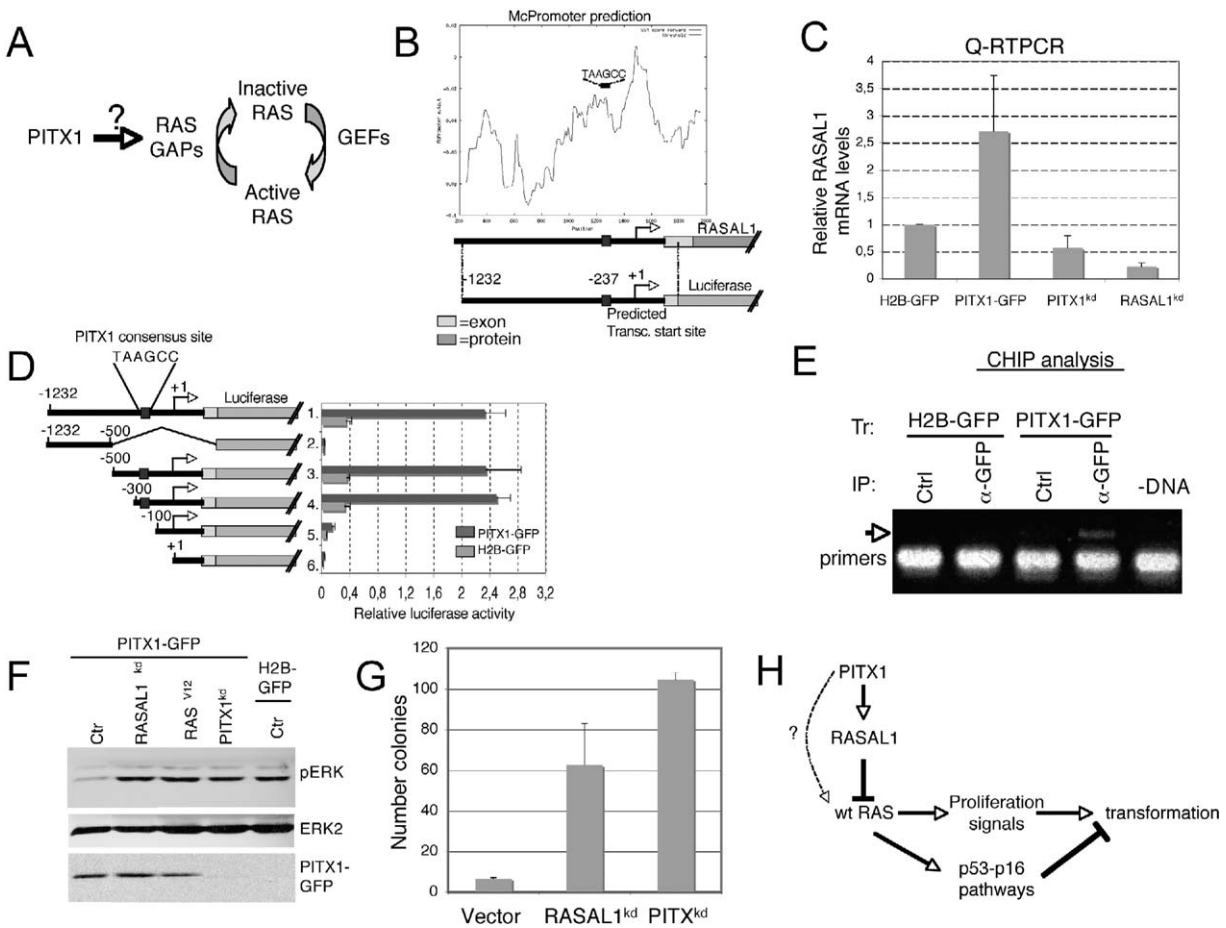 A
PITX1
?
RAS
GAPs
Inactive
RAS
Active
RAS
GEFs
B
McPromoter prediction
TAAGCC
Position
RASAL1
-1232
-237
+1
Luciferase
Predicted
Transc. start site
=exon
=protein
C
Q-RTPCR
Relative RASAL1
mRNA levels
4
3,5
3
2,5
2
1,5
1
0,5
0
H2B-GFP
PITX1-GFP
PITX1kd
RASAL1kd
D
PITX1 consensus site
TAAGCC
-1232
+1
Luciferase
1.
-1232
-500
2.
-500
3.
-300
4.
-100
5.
+1
6.
PITX1-GFP
H2B-GFP
0 0,4 0,8 1,2 1,6 2 2,4 2,8 3,2
Relative luciferase activity
E
CHIP analysis
Tr:
H2B-GFP
PITX1-GFP
IP:
Ctrl
α-GFP
Ctrl
α-GFP
-DNA
primers
F
PITX1-GFP
H2B-
GFP
Ctr
RASAL1 kd
RAS V12
PITX1kd
Ctr
pERK
ERK2
PITX1-
GFP
G
Number colonies
120
100
80
60
40
20
0
Vector
RASAL1kd
PITXkd
H
PITX1
?
RASAL1
wt RAS
Proliferation
signals
transformation
p53-p16
pathways